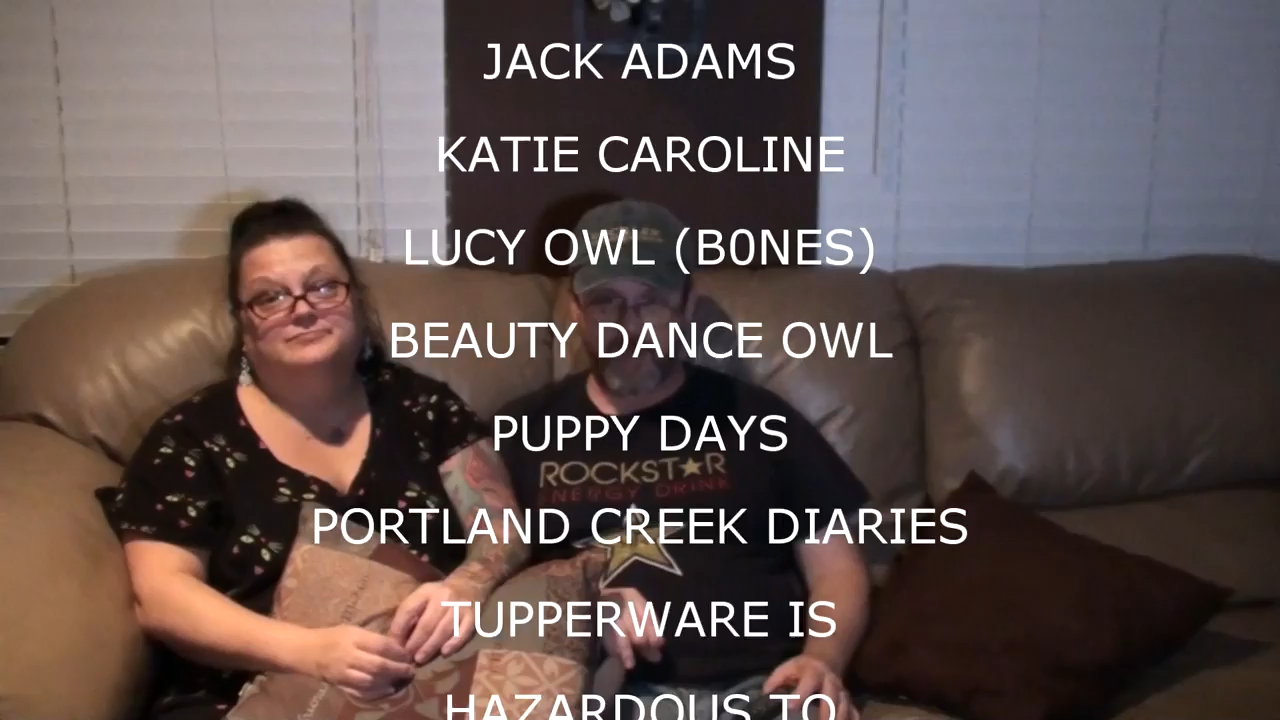 JACK ADAMS
KATIE CAROLINE
LUCY OWL (B0NES)
BEAUTY DANCE OWL
PUPPY DAYS
ROCKST★R
ENERGY DRINK
PORTLAND CREEK DIARIES
TUPPERWARE IS
HAZARDOUS TO